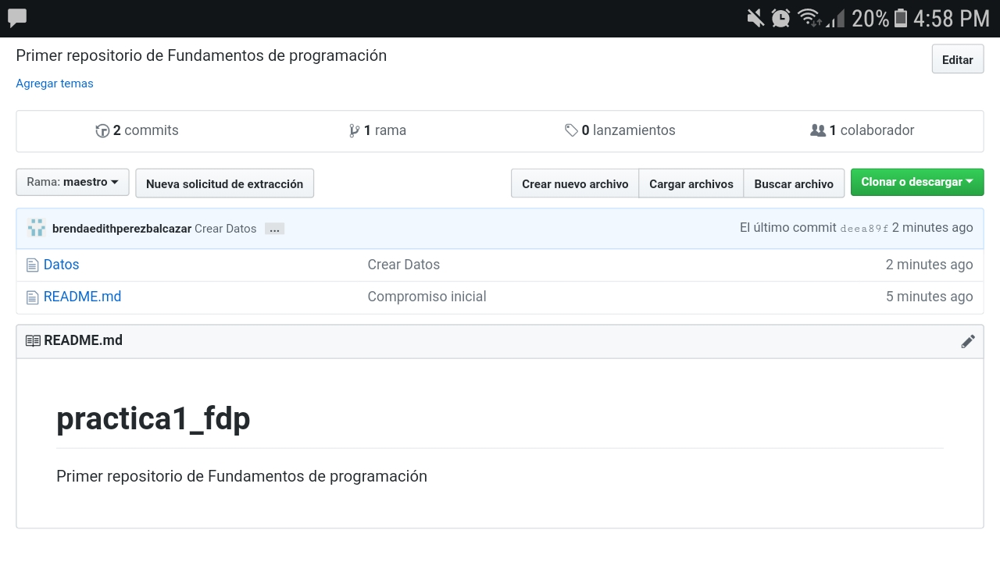 20% 4:58 PM
Primer repositorio de Fundamentos de programación
Editar
Agregar temas
2 commits 1 rama 0 lanzamientos 1 colaborador
Rama: maestro Nueva solicitud de extracción Crear nuevo archivo Cargar archivos Buscar archivo Clonar o descargar
brendaedithperezbalcazar Crear Datos ... El último commit deea89f 2 minutes ago
Datos Crear Datos 2 minutes ago
README.md Compromiso inicial 5 minutes ago
README.md
practica1_fdp
Primer repositorio de Fundamentos de programación